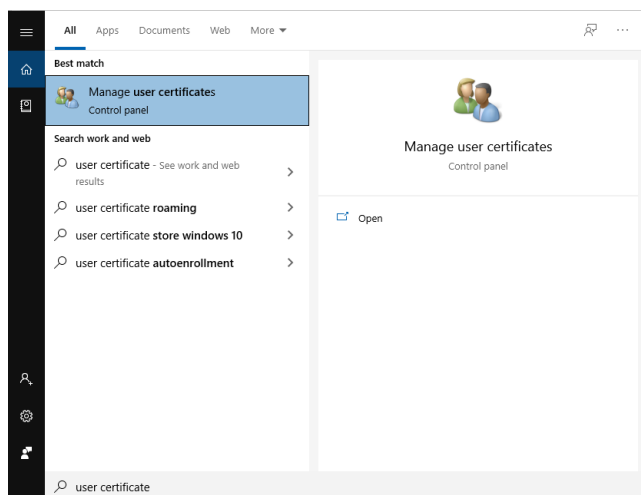 All Apps Documents Web More
Best match
Manage user certificates
Control panel
Search work and web
user certificate - See work and web
results
user certificate roaming
user certificate store windows 10
user certificate autoenrollment
Manage user certificates
Control panel
Open
user certificate